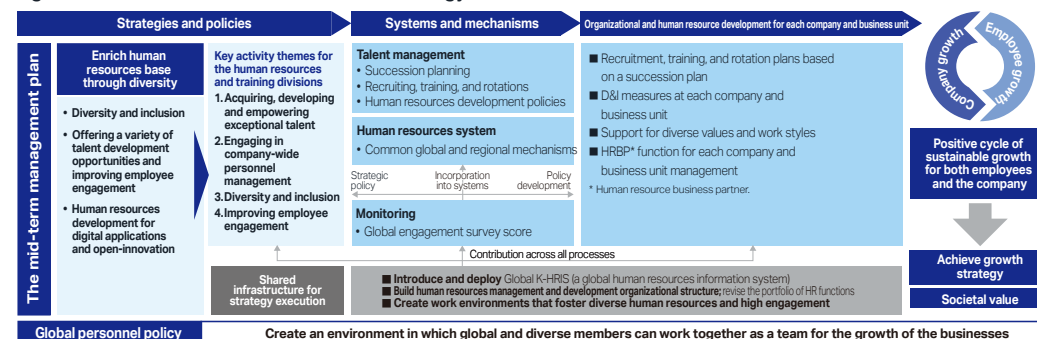 Strategies and policies
Systems and mechanisms
Organizational and human resource development for each company and business unit
The mid-term management plan
Enrich human
resources base
through diversity
• Diversity and inclusion
• Offering a variety of
talent development
opportunities and
improving employee
engagement
• Human resources
development for
digital applications
and open-innovation
Key activity themes for
the human resources
and training divisions
1.Acquiring, developing
and empowering
exceptional talent
2.Engaging in
company-wide
personnel
management
3.Diversity and inclusion
4.Improving employee
engagement
Talent management
• Succession planning
• Recruiting, training, and rotations
• Human resources development policies
Human resources system
• Common global and regional mechanisms
Strategic
policy
Incorporation
into systems
Policy
development
Monitoring
• Global engagement survey score
■ Recruitment, training, and rotation plans based
on a succession plan
■ D&I measures at each company and
business unit
■ Support for diverse values and work styles
■ HRBP* function for each company and
business unit management
* Human resource business partner.
Company growth
Employee growth
Positive cycle of
sustainable growth
for both employees
and the company
Achieve growth
strategy
Societal value
Contribution across all processes
Shared
infrastructure for
strategy execution
■ Introduce and deploy Global K-HRIS (a global human resources information system)
■ Build human resources management and development organizational structure; revise the portfolio of HR functions
■ Create work environments that foster diverse human resources and high engagement
Global personnel policy
Create an environment in which global and diverse members can work together as a team for the growth of the businesses